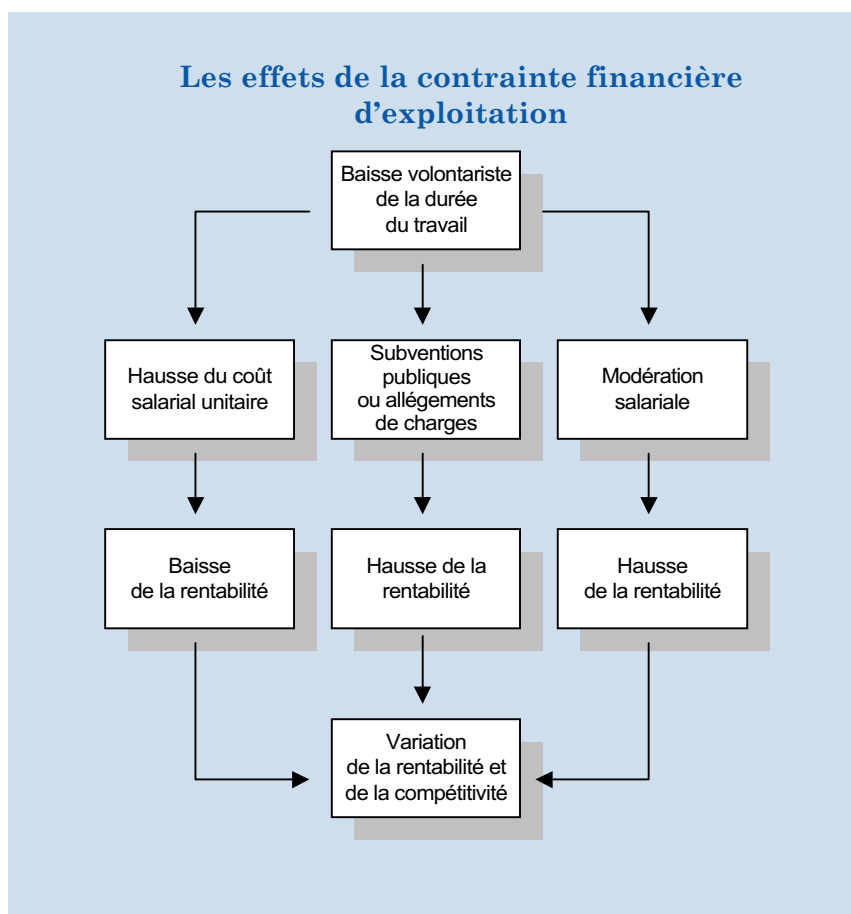 Les effets de la contrainte financière
d’exploitation
Baisse volontariste
de la durée
du travail
Hausse du coût
salarial unitaire
Subventions
publiques
ou allégements
de charges
Modération
salariale
Baisse
de la rentabilité
Hausse de la
rentabilité
Hausse
de la rentabilité
Variation
de la rentabilité et
de la compétitivité